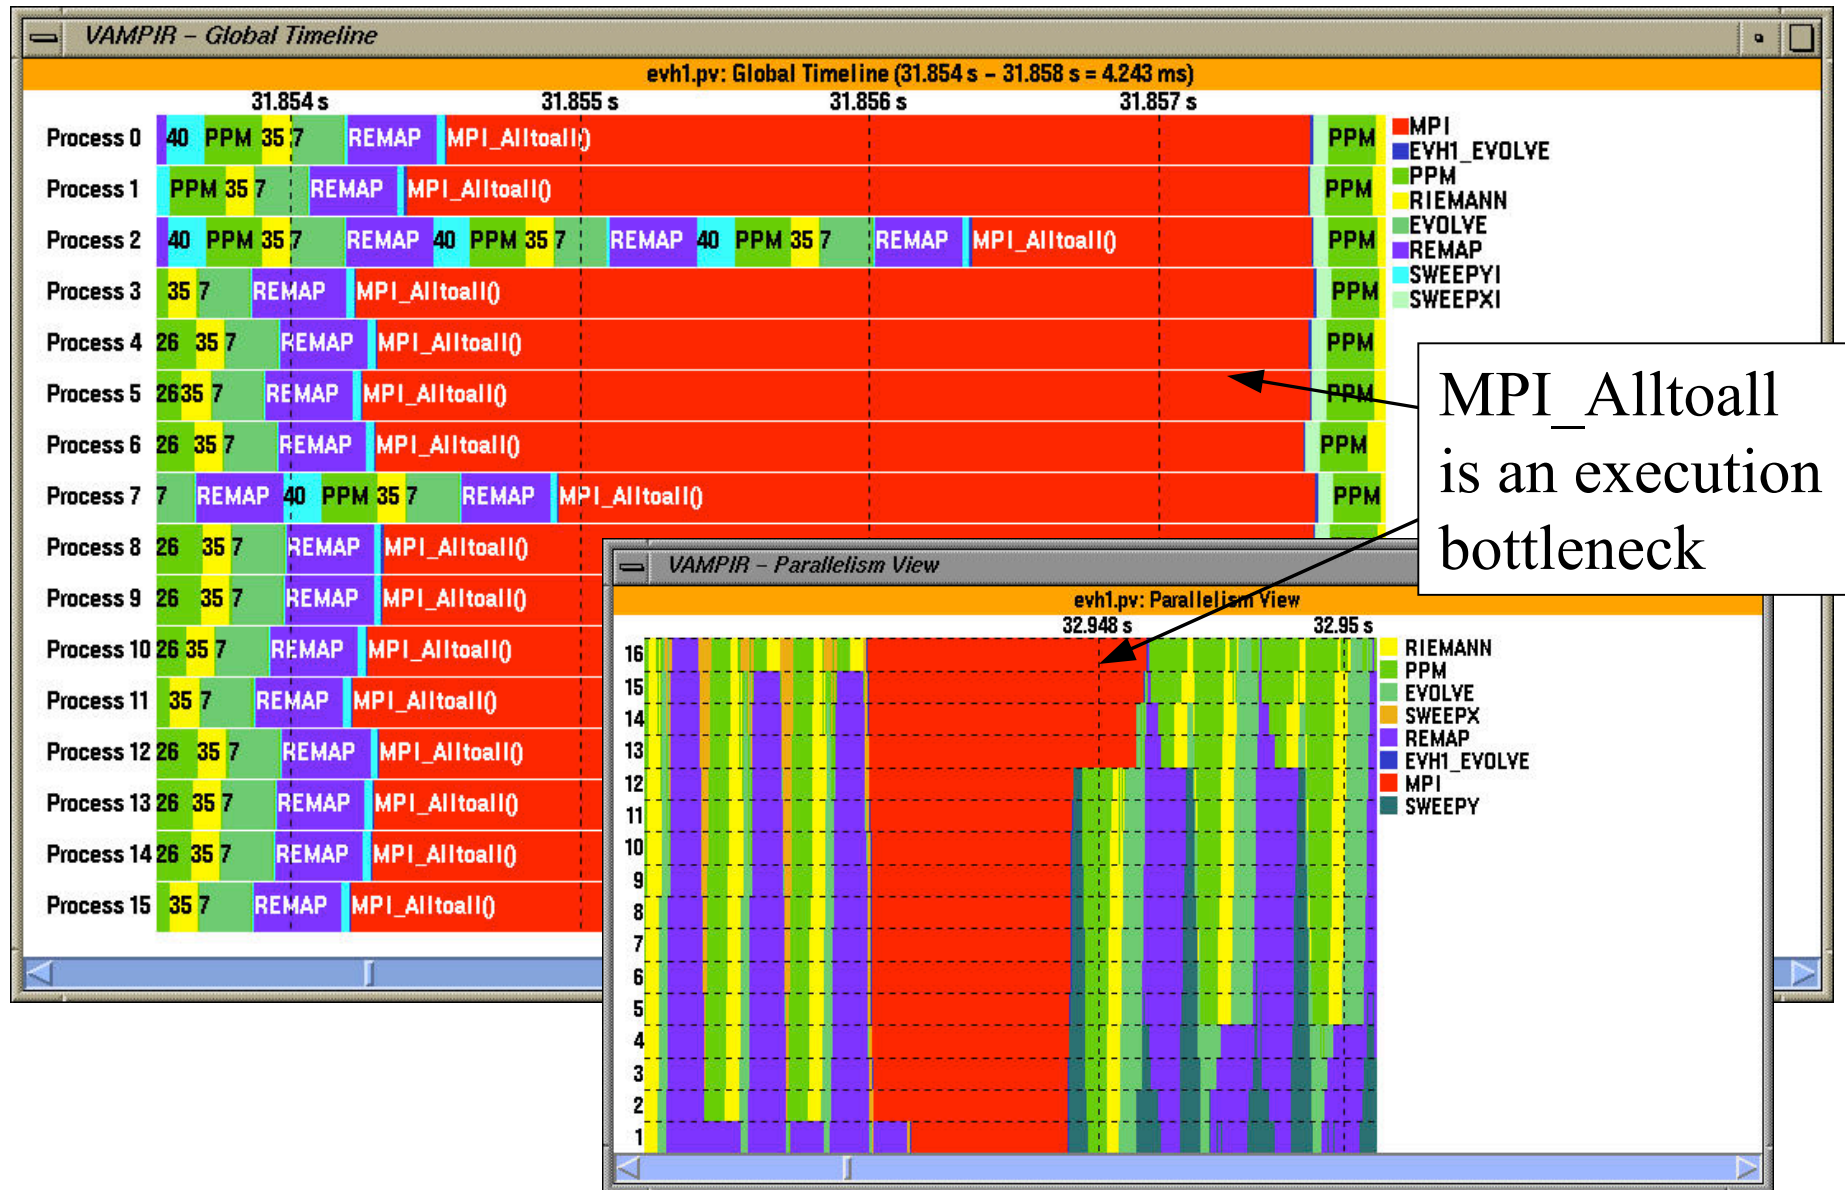 VAMPIR – Global Timeline
evh1.pv: Global Timeline (31.854 s – 31.858 s = 4.243 ms)
31.854 s 31.855 s 31.856 s 31.857 s
Process 0 40 PPM 35 7 REMAP MPI_Alltoall() PPM
Process 1 PPM 35 7 REMAP MPI_Alltoall() PPM
Process 2 40 PPM 35 7 REMAP 40 PPM 35 7 REMAP 40 PPM 35 7 REMAP MPI_Alltoall() PPM
Process 3 35 7 REMAP MPI_Alltoall() PPM
Process 4 26 35 7 REMAP MPI_Alltoall() PPM
Process 5 26 35 7 REMAP MPI_Alltoall() PPM
Process 6 26 35 7 REMAP MPI_Alltoall() PPM
Process 7 7 REMAP 40 PPM 35 7 REMAP MPI_Alltoall() PPM
Process 8 26 35 7 REMAP MPI_Alltoall()
Process 9 26 35 7 REMAP MPI_Alltoall()
Process 10 26 35 7 REMAP MPI_Alltoall()
Process 11 35 7 REMAP MPI_Alltoall()
Process 12 26 35 7 REMAP MPI_Alltoall()
Process 13 26 35 7 REMAP MPI_Alltoall()
Process 14 26 35 7 REMAP MPI_Alltoall()
Process 15 35 7 REMAP MPI_Alltoall()
MPI
EVH1_EVOLVE
PPM
RIEMANN
EVOLVE
REMAP
SWEEPYI
SWEEPXI
MPI_Alltoall
is an execution
bottleneck
VAMPIR – Parallelism View
evh1.pv: Parallelism View
32.948 s 32.95 s
16
15
14
13
12
11
10
9
8
7
6
5
4
3
2
1
RIEMANN
PPM
EVOLVE
SWEEPX
REMAP
EVH1_EVOLVE
MPI
SWEEPY